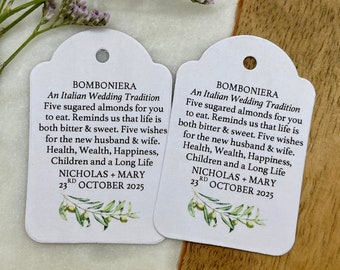 BOMBONIERA
An Italian Wedding Tradition
Five sugared almonds for you
to eat. Reminds us that life is
both bitter & sweet. Five wishes
for the new husband & wife.
Health, Wealth, Happiness,
Children and a Long Life
NICHOLAS + MARY
23RD OCTOBER 2025
BOMBONIERA
An Italian Wedding Tradition
Five sugared almonds for you
to eat. Reminds us that life is
both bitter & sweet. Five wishes
for the new husband & wife.
Health, Wealth, Happiness,
Children and a Long Life
NICHOLAS + MARY
23RD OCTOBER 2025